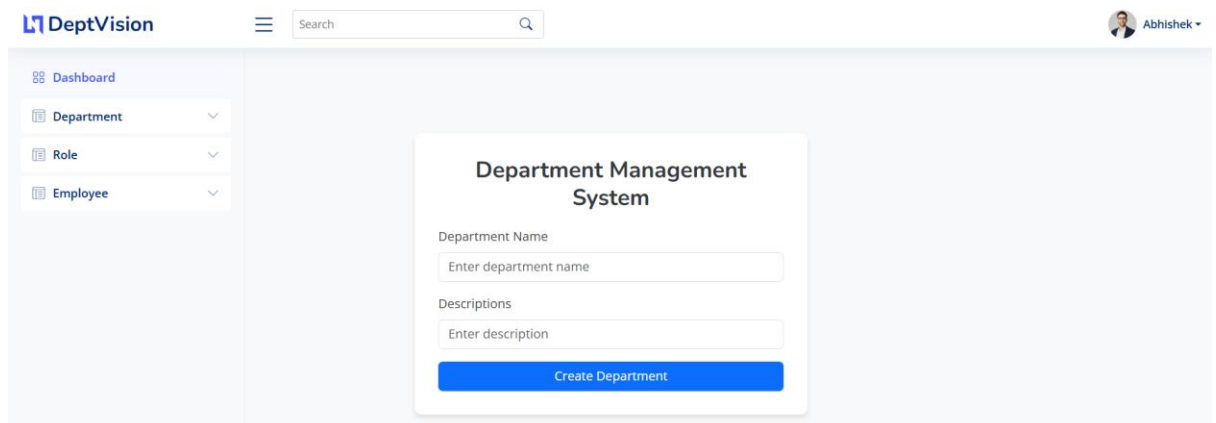 DeptVision
Search
Abhishek
Dashboard
Department
Role
Employee
Department Management
System
Department Name
Enter department name
Descriptions
Enter description
Create Department